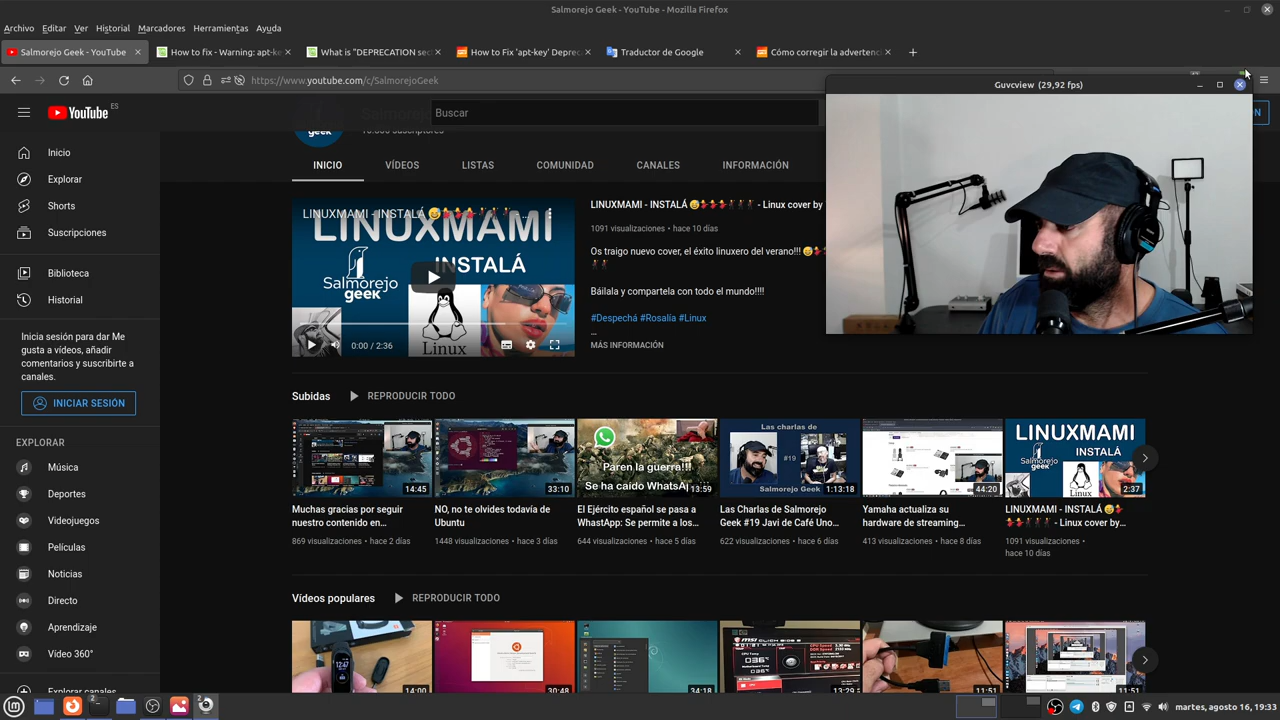 Salmorejo Geek - YouTube - Mozilla Firefox
Archivo Editar Ver Historial Marcadores Herramientas Ayuda
Salmorejo Geek - YouTube
How to fix - Warning: apt-ke
What is "DEPRECATION sec
How to Fix 'apt-key' Deprec
Traductor de Google
Cómo corregir la advertenci
https://www.youtube.com/c/SalmorejoGeek
Guvcview (29,92 fps)
YouTube ES
Buscar
geek
INICIO VÍDEOS LISTAS COMUNIDAD CANALES INFORMACIÓN
Inicio
Explorar
Shorts
Suscripciones
Biblioteca
Historial
Inicia sesión para dar Me
gusta a vídeos, añadir
comentarios y suscribirte a
canales.
INICIAR SESIÓN
EXPLORAR
Música
Deportes
Videojuegos
Películas
Noticias
Directo
Aprendizaje
LINUXMAMI - INSTALÁ 😅💃💃💃🕺🕺🕺 - ...
LINUXMAMI
INSTALÁ
Salmorejo
geek
Linux
0:00 / 2:36
LINUXMAMI - INSTALÁ 😅💃💃💃🕺🕺🕺 - Linux cover by
1091 visualizaciones • hace 10 días
Os traigo nuevo cover, el éxito linuxero del verano!!! 😅💃
Báilala y compartela con todo el mundo!!!!
#Despechá #Rosalía #Linux
...
MÁS INFORMACIÓN
Subidas REPRODUCIR TODO
14:45
Muchas gracias por seguir
nuestro contenido en...
869 visualizaciones • hace 2 días
33:10
NO, no te olvides todavía de
Ubuntu
1448 visualizaciones • hace 3 días
Paren la guerra!!!
Se ha caído WhatsA
13:59
El Ejército español se pasa a
WhastApp: Se permite a los...
644 visualizaciones • hace 5 días
Las charlas de
#19
Salmorejo Geek
1:13:18
Las Charlas de Salmorejo
Geek #19 Javi de Café Uno...
622 visualizaciones • hace 6 días
44:20
Yamaha actualiza su
hardware de streaming...
413 visualizaciones • hace 8 días
LINUXMAMI
INSTALÁ
Salmorejo
geek
2:37
LINUXMAMI - INSTALÁ 😅💃
💃💃🕺🕺🕺 - Linux cover by...
1091 visualizaciones •
hace 10 días
Vídeos populares REPRODUCIR TODO
14:00
30:48
34:18
13:29
11:51
11:51
martes, agosto 16, 19:33